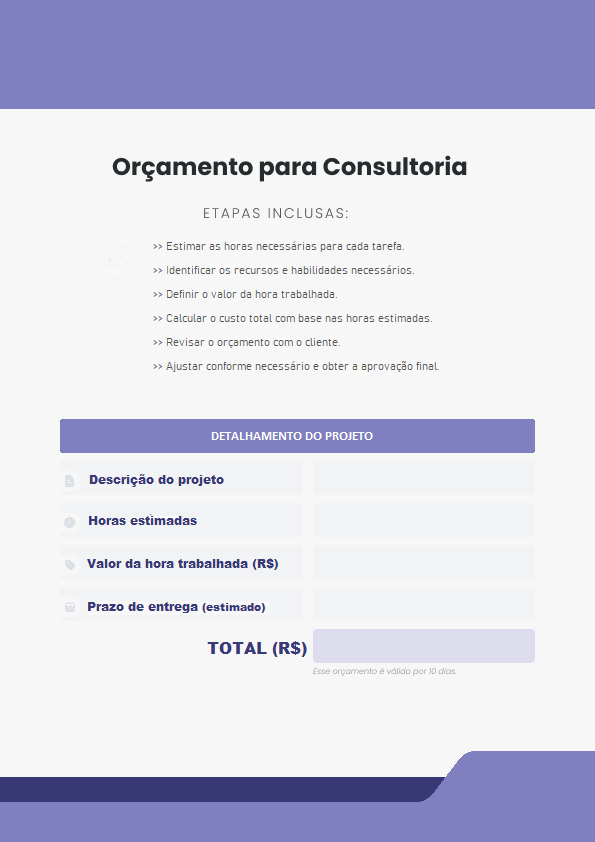 Orçamento para Consultoria
ETAPAS INCLUSAS:
>> Estimar as horas necessárias para cada tarefa.
>> Identificar os recursos e habilidades necessários.
>> Definir o valor da hora trabalhada.
>> Calcular o custo total com base nas horas estimadas.
>> Revisar o orçamento com o cliente.
>> Ajustar conforme necessário e obter a aprovação final.
DETALHAMENTO DO PROJETO
Descrição do projeto
Horas estimadas
Valor da hora trabalhada (R$)
Prazo de entrega (estimado)
TOTAL (R$)
Esse orçamento é válido por 10 dias.